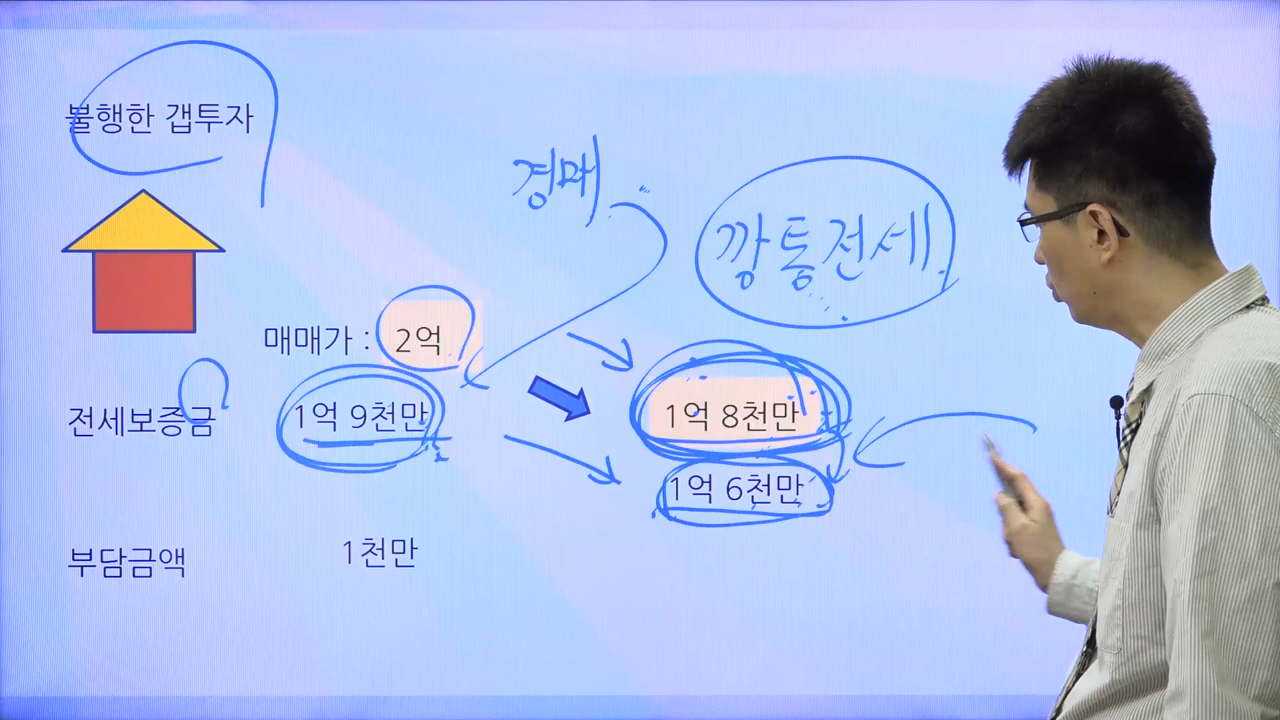 불행한 갭투자
경매
깡통전세
매매가 : 2억
전세보증금
1억 9천만
1억 8천만
1억 6천만
부담금액
1천만